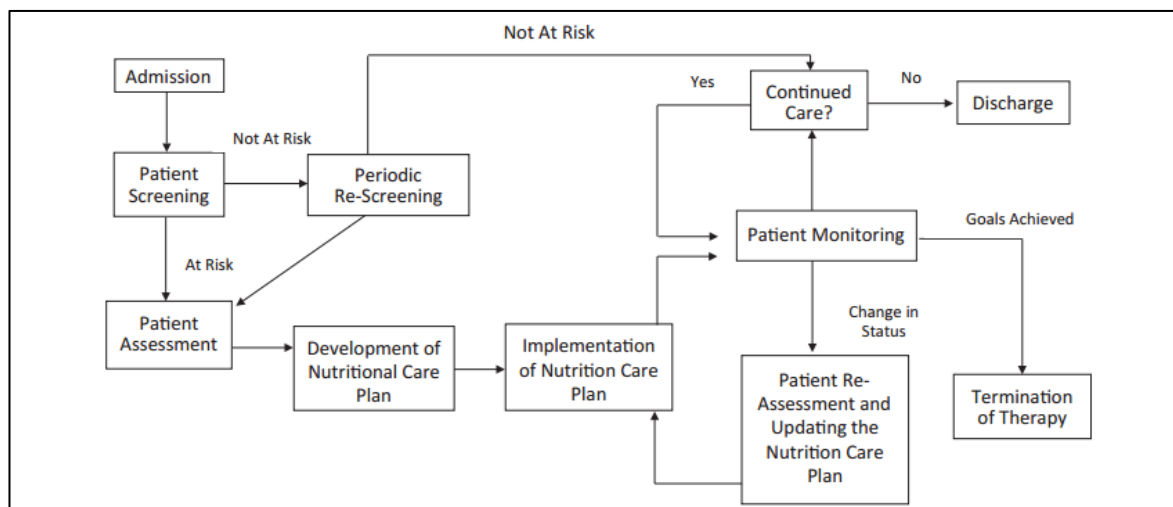 Not At Risk
Admission
Yes
Continued
Care?
No
Discharge
Not At Risk
Patient
Screening
Periodic
Re-Screening
Patient Monitoring
Goals Achieved
At Risk
Patient
Assessment
Change in
Status
Development of
Nutritional Care
Plan
Implementation
of Nutrition Care
Plan
Patient Re-
Assessment and
Updating the
Nutrition Care
Plan
Termination
of Therapy